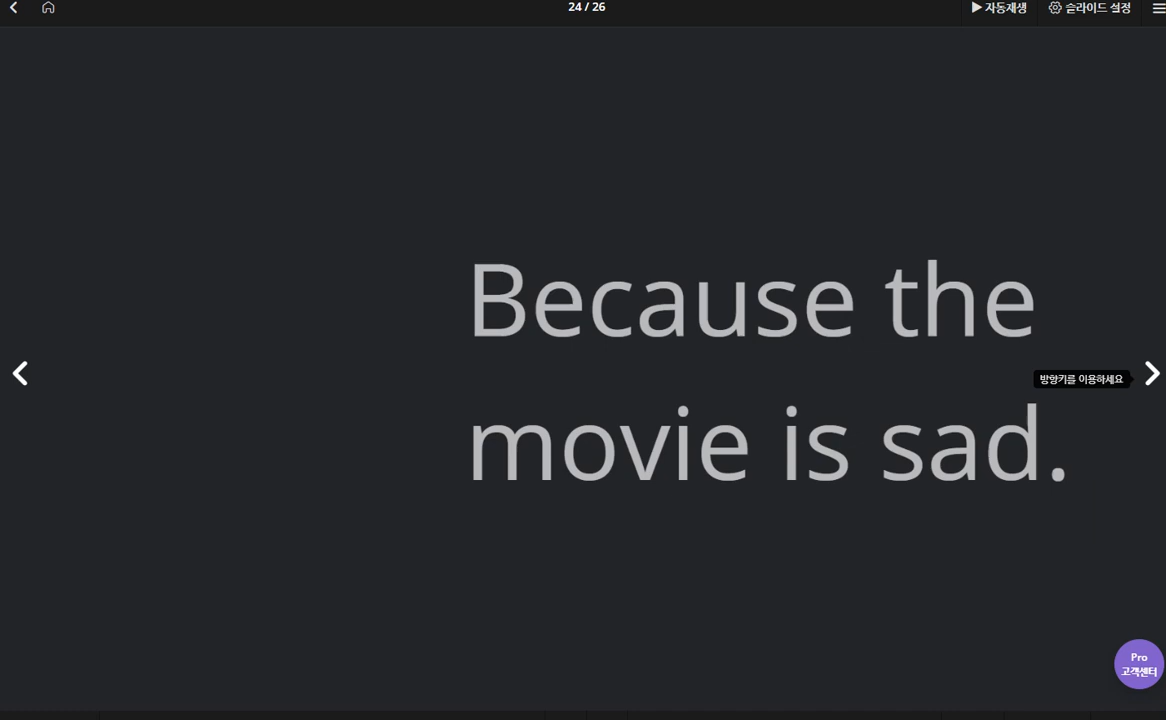 24 / 26
▶ 자동재생
슬라이드 설정
Because the
movie is sad.
방향키를 이용하세요
Pro
고객센터